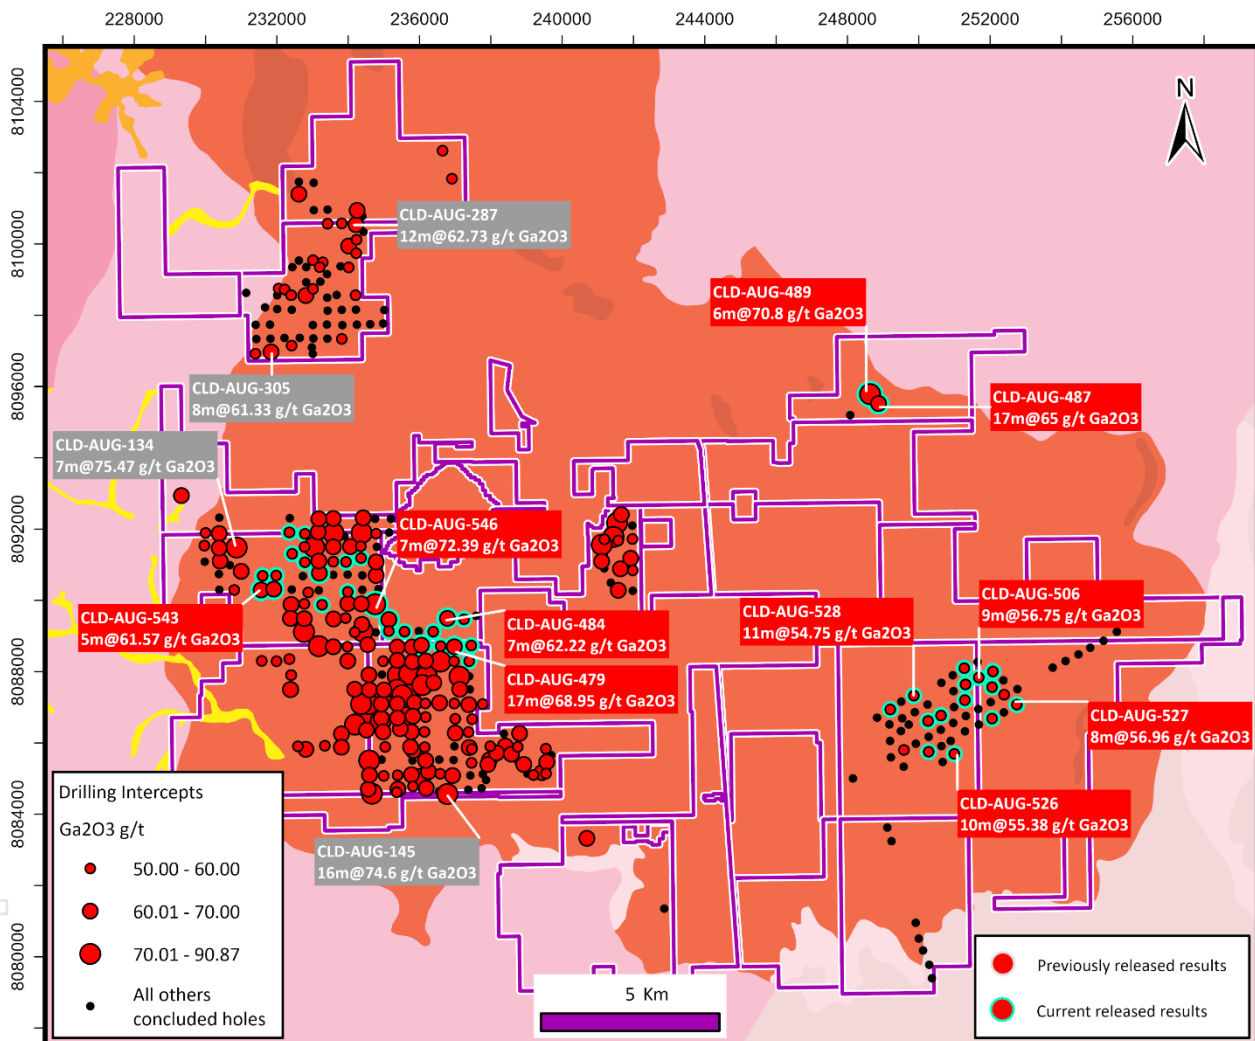 228000 232000 236000 240000 244000 248000 252000 256000
8104000
8100000
8096000
8092000
8088000
8084000
8080000
N
CLD-AUG-287
12m@62.73 g/t Ga2O3
CLD-AUG-489
6m@70.8 g/t Ga2O3
CLD-AUG-305
8m@61.33 g/t Ga2O3
CLD-AUG-487
17m@65 g/t Ga2O3
CLD-AUG-134
7m@75.47 g/t Ga2O3
CLD-AUG-546
7m@72.39 g/t Ga2O3
CLD-AUG-543
5m@61.57 g/t Ga2O3
CLD-AUG-484
7m@62.22 g/t Ga2O3
CLD-AUG-528
11m@54.75 g/t Ga2O3
CLD-AUG-506
9m@56.75 g/t Ga2O3
CLD-AUG-479
17m@68.95 g/t Ga2O3
CLD-AUG-527
8m@56.96 g/t Ga2O3
CLD-AUG-526
10m@55.38 g/t Ga2O3
CLD-AUG-145
16m@74.6 g/t Ga2O3
Drilling Intercepts
Ga2O3 g/t
50.00 - 60.00
60.01 - 70.00
70.01 - 90.87
All others
concluded holes
5 Km
Previously released results
Current released results